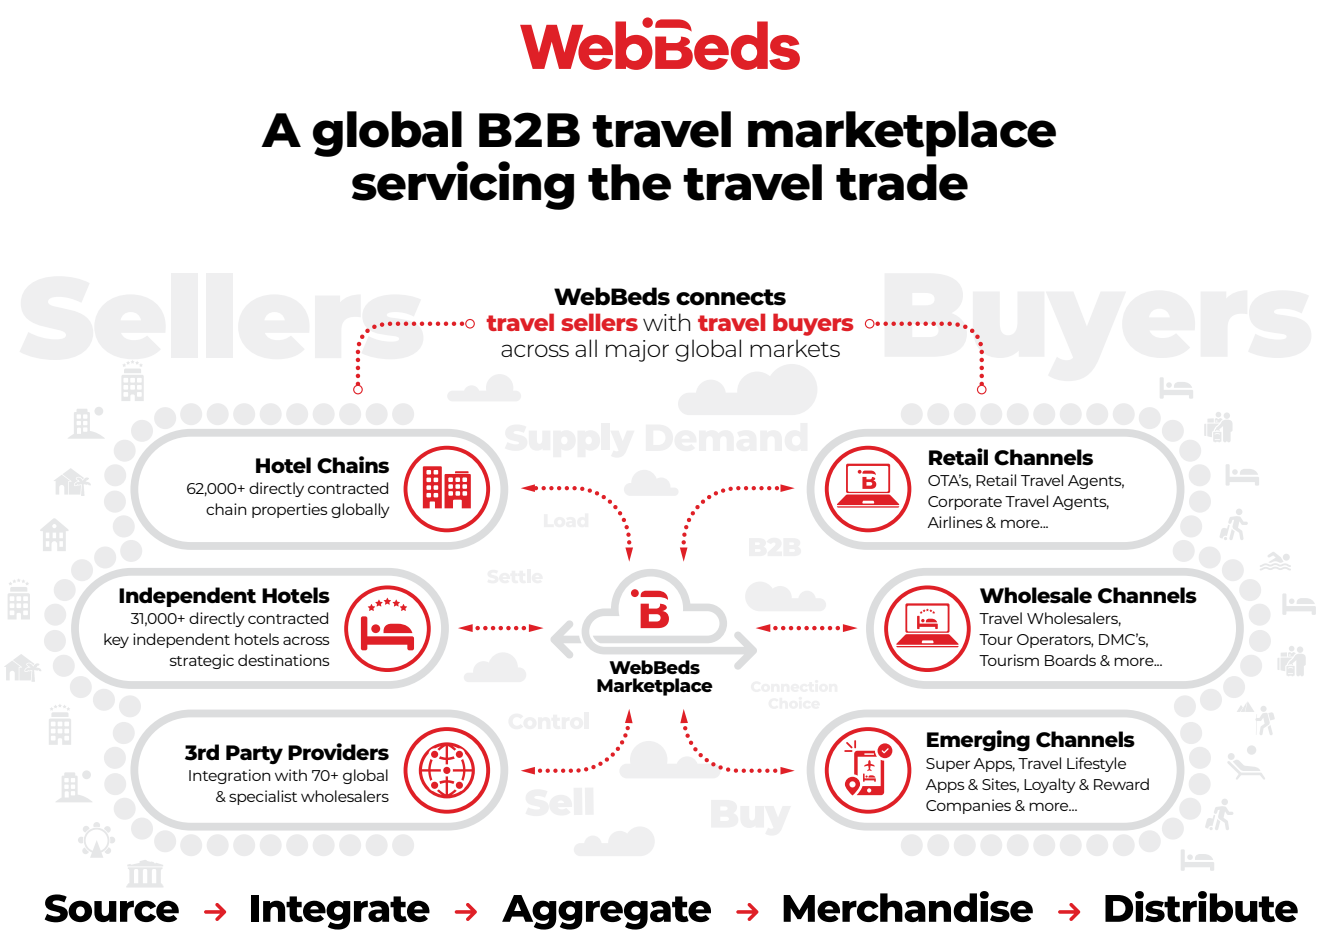 WebBeds
A global B2B travel marketplace
servicing the travel trade
Sellers
Buyers
WebBeds connects
travel sellers with travel buyers
across all major global markets
Supply Demand
Hotel Chains
62,000+ directly contracted
chain properties globally
Retail Channels
OTA's, Retail Travel Agents,
Corporate Travel Agents,
Airlines & more...
Load
B2B
Settle
Independent Hotels
31,000+ directly contracted
key independent hotels across
strategic destinations
B
WebBeds
Marketplace
Wholesale Channels
Travel Wholesalers,
Tour Operators, DMC's,
Tourism Boards & more...
Connection
Choice
Control
3rd Party Providers
Integration with 70+ global
& specialist wholesalers
Emerging Channels
Super Apps, Travel Lifestyle
Apps & Sites, Loyalty & Reward
Companies & more...
Sell
Buy
Source → Integrate → Aggregate → Merchandise → Distribute